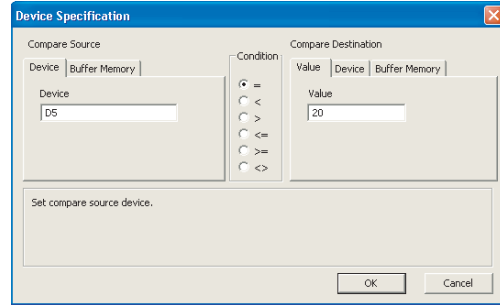 Device Specification
Compare Source
Device
Buffer Memory
Device
D5
Condition
=
<
>
<=
>=
<>
Compare Destination
Value
Device
Buffer Memory
Value
20
Set compare source device.
OK
Cancel